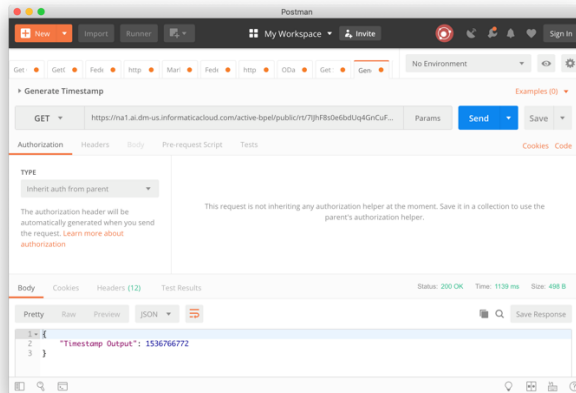 Postman
New
Import
Runner
My Workspace
Invite
Sign In
Get
Get(
Fede
http
Mark
Fede
http
ODa
Get
Gen
No Environment
Generate Timestamp
Examples (0)
GET
https://na1.ai.dm-us.informaticacloud.com/active-bpel/public/rt/7IJhF8s0e6bdUq4GnCuF...
Params
Send
Save
Authorization
Headers
Body
Pre-request Script
Tests
Cookies Code
TYPE
Inherit auth from parent
The authorization header will be
automatically generated when you send
the request. Learn more about
authorization
This request is not inheriting any authorization helper at the moment. Save it in a collection to use the
parent's authorization helper.
Body
Cookies
Headers (12)
Test Results
Status: 200 OK Time: 1139 ms Size: 498 B
Pretty
Raw
Preview
JSON
Save Response
1 {
2 "Timestamp Output": 1536766772
3 }